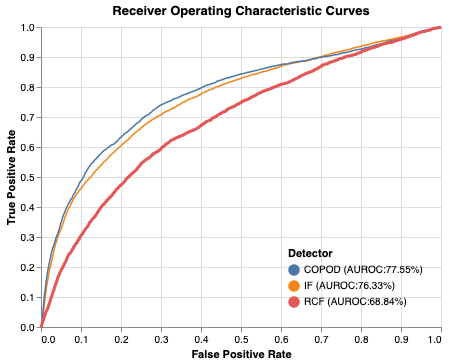 Receiver Operating Characteristic Curves
1.0
0.9
0.8
0.7
0.6
0.5
0.4
0.3
0.2
0.1
0.0
True Positive Rate
Detector
COPOD (AUROC:77.55%)
IF (AUROC:76.33%)
RCF (AUROC:68.84%)
0.0 0.1 0.2 0.3 0.4 0.5 0.6 0.7 0.8 0.9 1.0
False Positive Rate